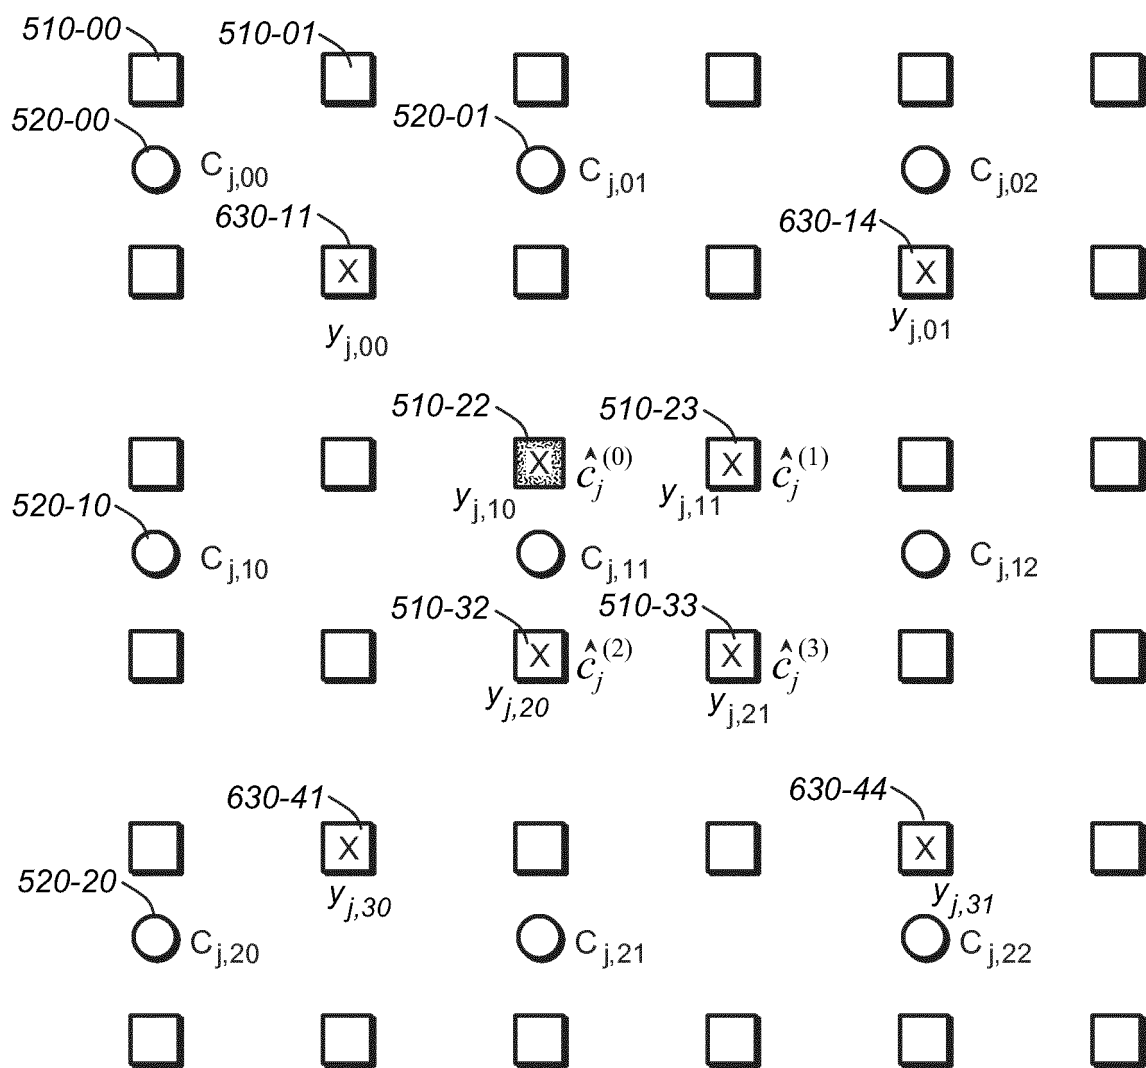 510-00 510-01
520-00 C j,00 520-01 C j,01 C j,02
630-11 630-14
X X
y j,00 y j,01
510-22 510-23
X ĉ j (0) X ĉ j (1)
y j,10 y j,11
520-10 C j,10 C j,11 C j,12
510-32 510-33
X ĉ j (2) X ĉ j (3)
y j,20 y j,21
630-41 630-44
X X
y j,30 y j,31
520-20 C j,20 C j,21 C j,22